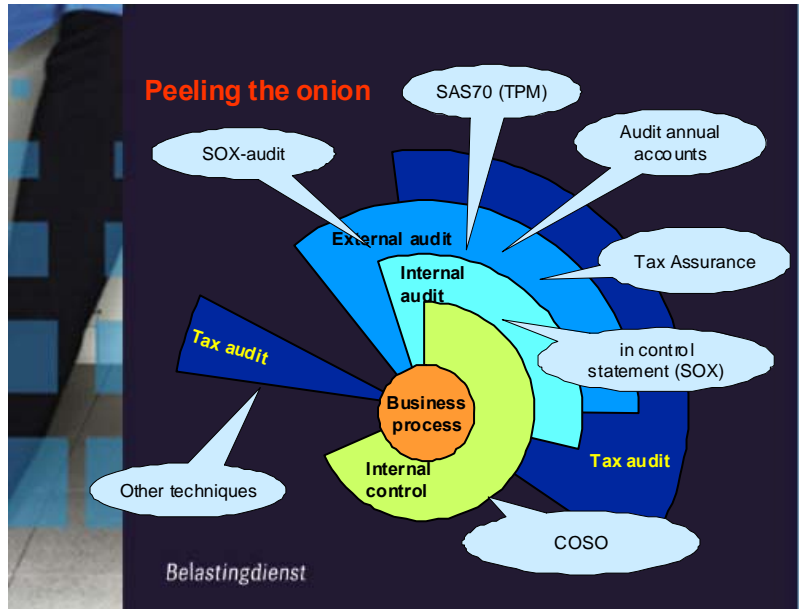 Peeling the onion
SAS70 (TPM)
SOX-audit
Audit annual
accounts
External audit
Tax Assurance
Internal
audit
Tax audit
in control
statement (SOX)
Business
process
Internal
control
Tax audit
Other techniques
COSO
Belastingdienst